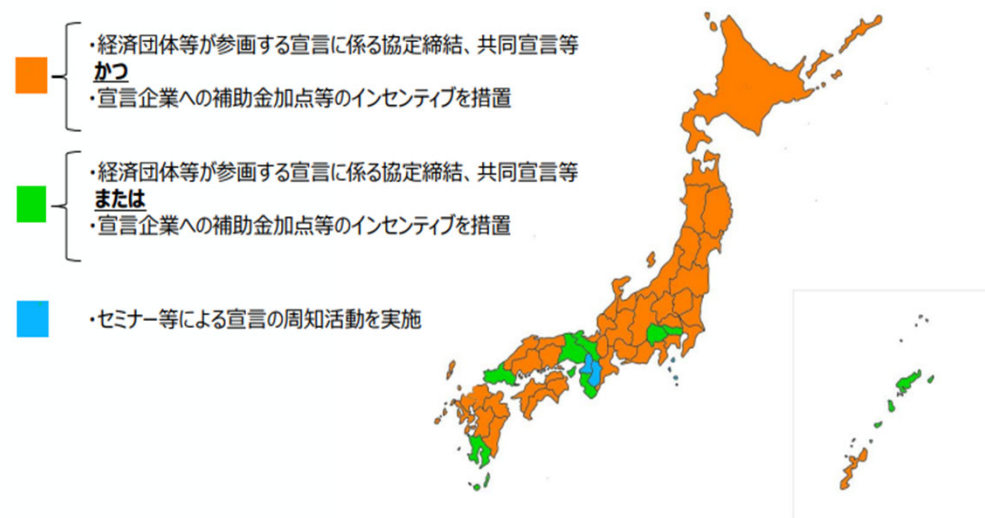 ・経済団体等が参画する宣言に係る協定締結、共同宣言等
かつ
・宣言企業への補助金加点等のインセンティブを措置
・経済団体等が参画する宣言に係る協定締結、共同宣言等
または
・宣言企業への補助金加点等のインセンティブを措置
・セミナー等による宣言の周知活動を実施